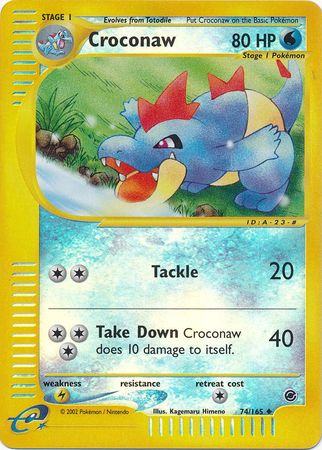 STAGE 1
Evolves from Totodile
Put Croconaw on the Basic Pokémon
Croconaw
80 HP
Stage 1 Pokémon
ID:A-23-#
Tackle 20
Take Down Croconaw
does 10 damage to itself.
40
weakness resistance retreat cost
© 2002 Pokémon / Nintendo
Illus. Kagemaru Himeno
74/165 ◆
e